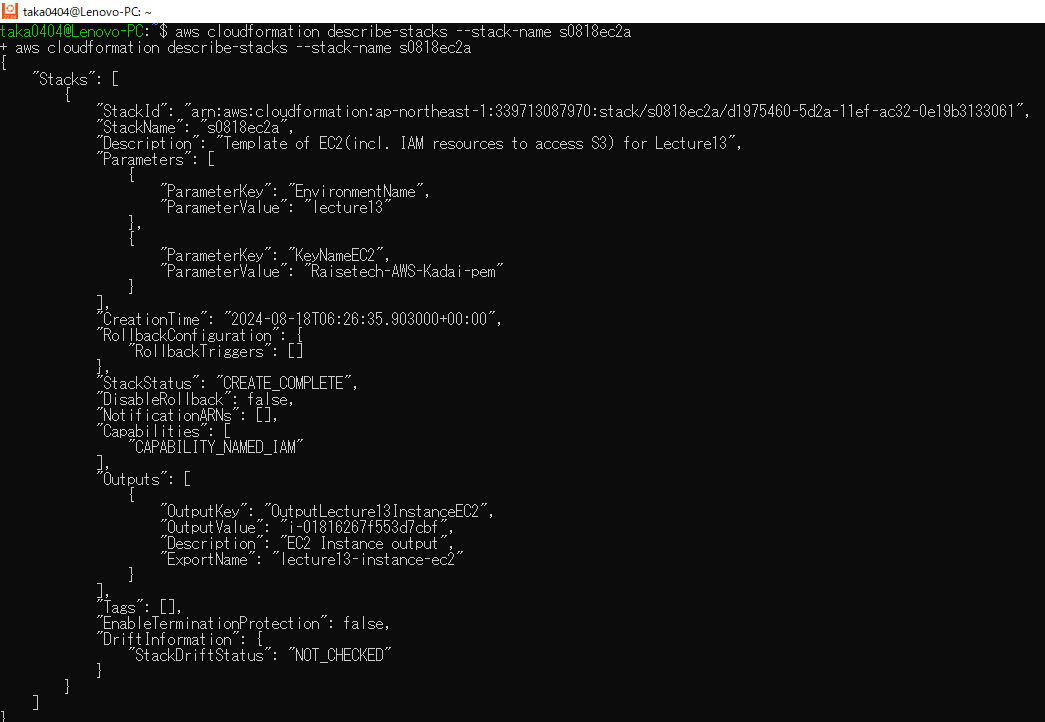 taka0404@Lenovo-PC: ~
taka0404@Lenovo-PC:~$ aws cloudformation describe-stacks --stack-name s0818ec2a
+ aws cloudformation describe-stacks --stack-name s0818ec2a
{
    "Stacks": [
        {
            "StackId": "arn:aws:cloudformation:ap-northeast-1:339713087970:stack/s0818ec2a/d1975460-5d2a-11ef-ac32-0e19b3133061",
            "StackName": "s0818ec2a",
            "Description": "Template of EC2(incl. IAM resources to access S3) for Lecture13",
            "Parameters": [
                {
                    "ParameterKey": "EnvironmentName",
                    "ParameterValue": "lecture13"
                },
                {
                    "ParameterKey": "KeyNameEC2",
                    "ParameterValue": "Raisetech-AWS-Kadai-pem"
                }
            ],
            "CreationTime": "2024-08-18T06:26:35.903000+00:00",
            "RollbackConfiguration": {
                "RollbackTriggers": []
            },
            "StackStatus": "CREATE_COMPLETE",
            "DisableRollback": false,
            "NotificationARNs": [],
            "Capabilities": [
                "CAPABILITY_NAMED_IAM"
            ],
            "Outputs": [
                {
                    "OutputKey": "OutputLecture13InstanceEC2",
                    "OutputValue": "i-01816267f553d7cbf",
                    "Description": "EC2 Instance output",
                    "ExportName": "lecture13-instance-ec2"
                }
            ],
            "Tags": [],
            "EnableTerminationProtection": false,
            "DriftInformation": {
                "StackDriftStatus": "NOT_CHECKED"
            }
        }
    ]
}